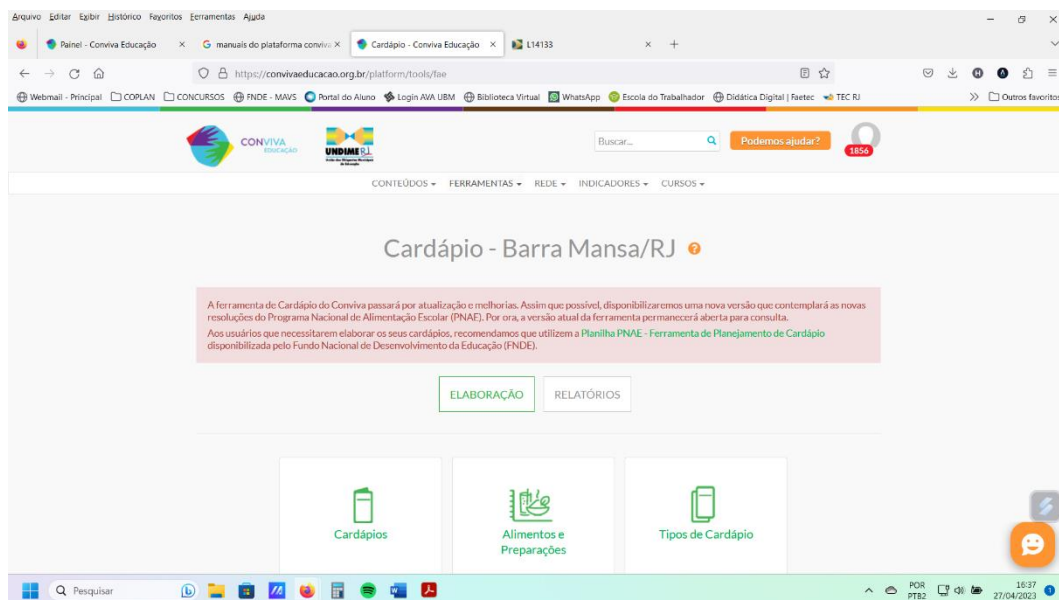 Arquivo Editar Exibir Histórico Favoritos Ferramentas Ajuda
Painel - Conviva Educação
manuais do plataforma conviva
Cardápio - Conviva Educação
L14133
https://convivaeducacao.org.br/platform/tools/fae
Webmail - Principal COPLAN CONCURSOS FNDE - MAVS Portal do Aluno Login AVA UBM Biblioteca Virtual WhatsApp Escola do Trabalhador Didática Digital | Faetec TEC RJ Outros favoritos
CONVIVA
EDUCAÇÃO
UNDIME RJ
Buscar...
Podemos ajudar?
1856
CONTEÚDOS FERRAMENTAS REDE INDICADORES CURSOS
Cardápio - Barra Mansa/RJ ?
A ferramenta de Cardápio do Conviva passará por atualização e melhorias. Assim que possível, disponibilizaremos uma nova versão que contemplará as novas
resoluções do Programa Nacional de Alimentação Escolar (PNAE). Por ora, a versão atual da ferramenta permanecerá aberta para consulta.
Aos usuários que necessitarem elaborar os seus cardápios, recomendamos que utilizem a Planilha PNAE - Ferramenta de Planejamento de Cardápio
disponibilizada pelo Fundo Nacional de Desenvolvimento da Educação (FNDE).
ELABORAÇÃO RELATÓRIOS
Cardápios
Alimentos e
Preparações
Tipos de Cardápio
Pesquisar
POR
PTB2
16:37
27/04/2023